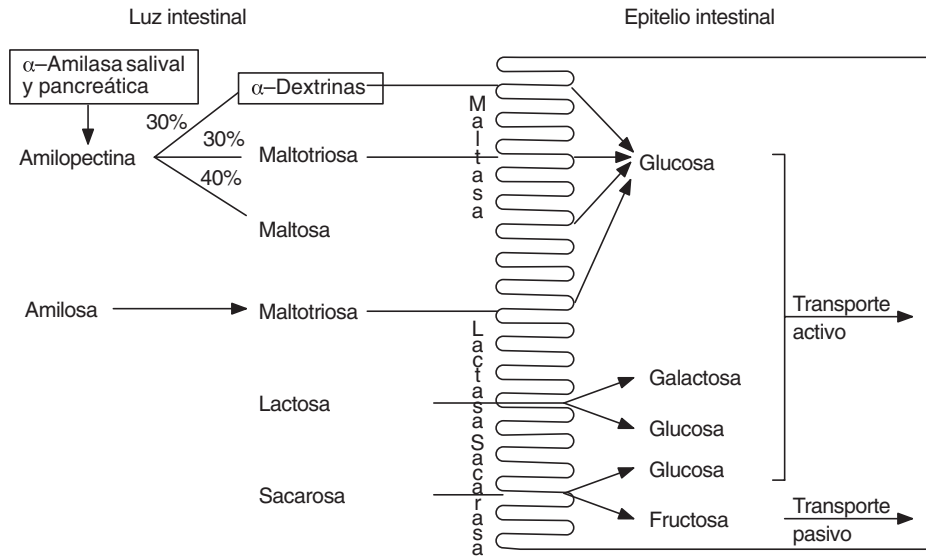 Luz intestinal
Epitelio intestinal
α–Amilasa salival
y pancreática
α–Dextrinas
30%
30%
40%
Amilopectina
Maltotriosa
Maltosa
Maltasa
Glucosa
Amilosa
Maltotriosa
Transporte
activo
Lactosa
Lactasa
Galactosa
Glucosa
Sacarosa
Sacarasa
Glucosa
Fructosa
Transporte
pasivo